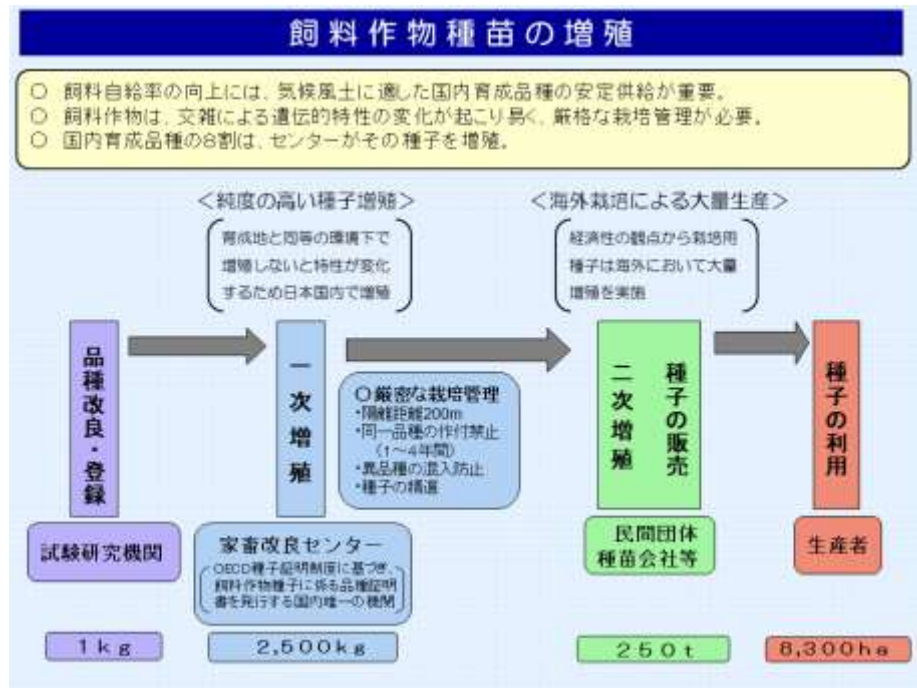 飼料作物種苗の増殖
○ 飼料自給率の向上には、気候風土に適した国内育成品種の安定供給が重要。
○ 飼料作物は、交雑による遺伝的特性の変化が起こり易く、厳格な栽培管理が必要。
○ 国内育成品種の8割は、センターがその種子を増殖。
＜純度の高い種子増殖＞
育成地と同等の環境下で
増殖しないと特性が変化
するため日本国内で増殖
＜海外栽培による大量生産＞
経済性の観点から栽培用
種子は海外において大量
増殖を実施
品種改良・登録
一次増殖
○厳密な栽培管理
・隔離距離200m
・同一品種の作付禁止
（1～4年間）
・異品種の混入防止
・種子の精選
種子の販売
二次増殖
種子の利用
試験研究機関
家畜改良センター
OECD種子証明制度に基づき、
飼料作物種子に係る品種証明
書を発行する国内唯一の機関
民間団体
種苗会社等
生産者
1kg
2,500kg
250t
8,300ha